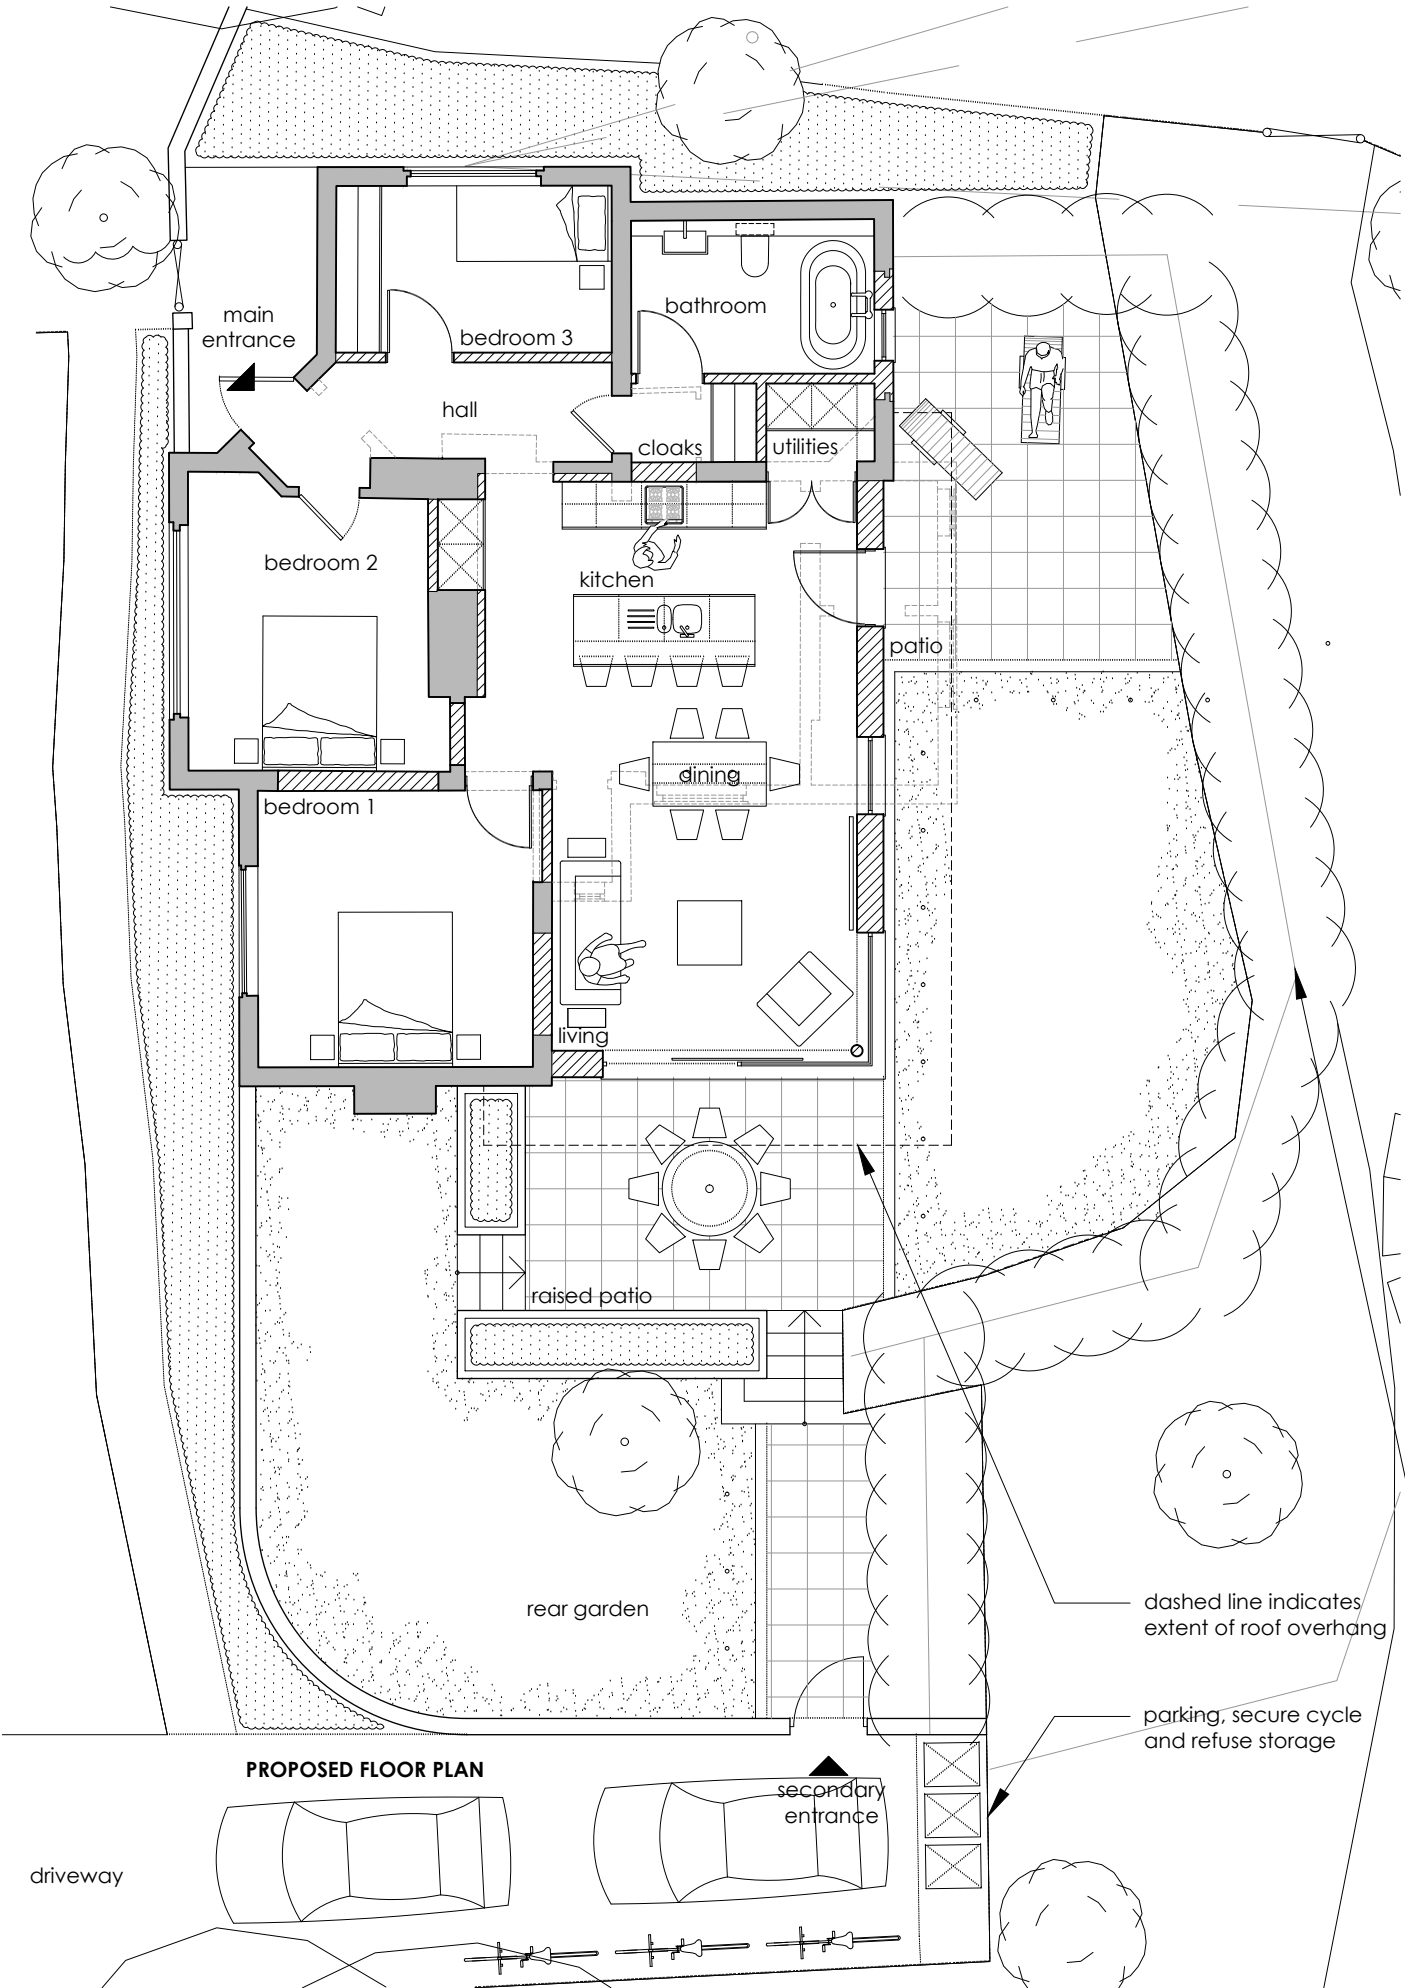 main
entrance
bedroom 3
bathroom
hall
cloaks
utilities
bedroom 2
kitchen
patio
dining
bedroom 1
living
raised patio
rear garden
dashed line indicates
extent of roof overhang
parking, secure cycle
and refuse storage
PROPOSED FLOOR PLAN
secondary
entrance
driveway